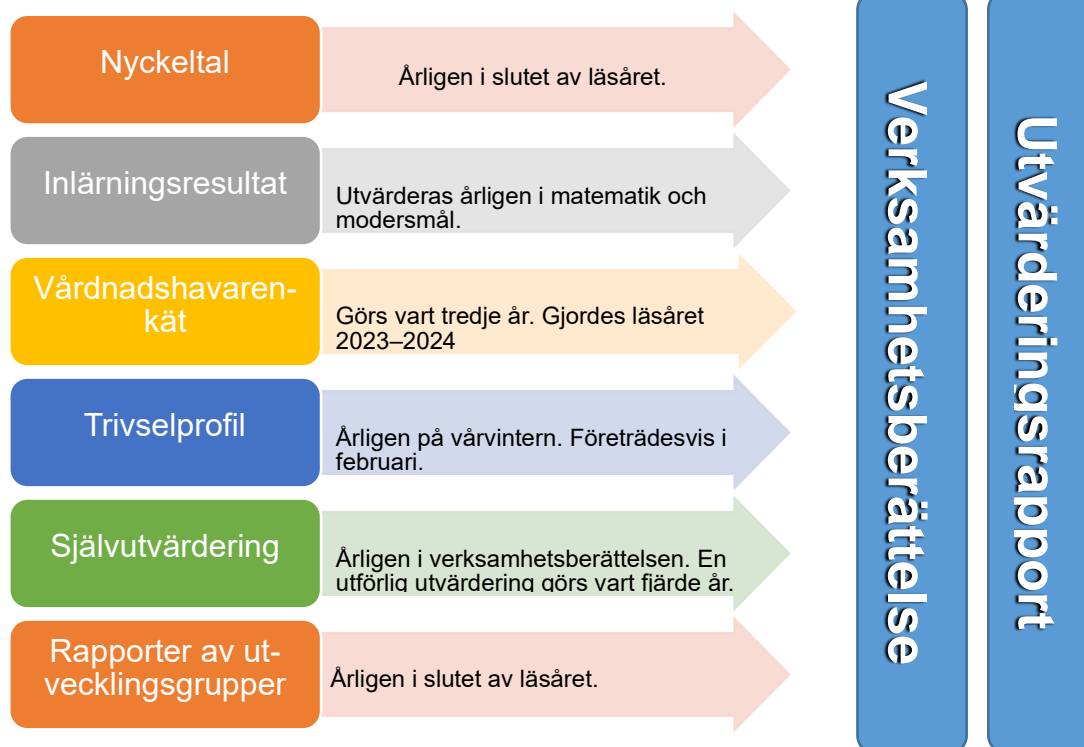 Nyckeltal
Årligen i slutet av läsåret.
Inlärningsresultat
Utvärderas årligen i matematik och
modersmål.
Vårdnadshavaren-
kät
Görs vart tredje år. Gjordes läsåret
2023–2024
Trivselprofil
Årligen på vårvintern. Företrädesvis i
februari.
Självutvärdering
Årligen i verksamhetsberättelsen. En
utförlig utvärdering görs vart fjärde år.
Rapporter av ut-
vecklingsgrupper
Årligen i slutet av läsåret.
Verksamhetsberättelse
Utvärderingsrapport